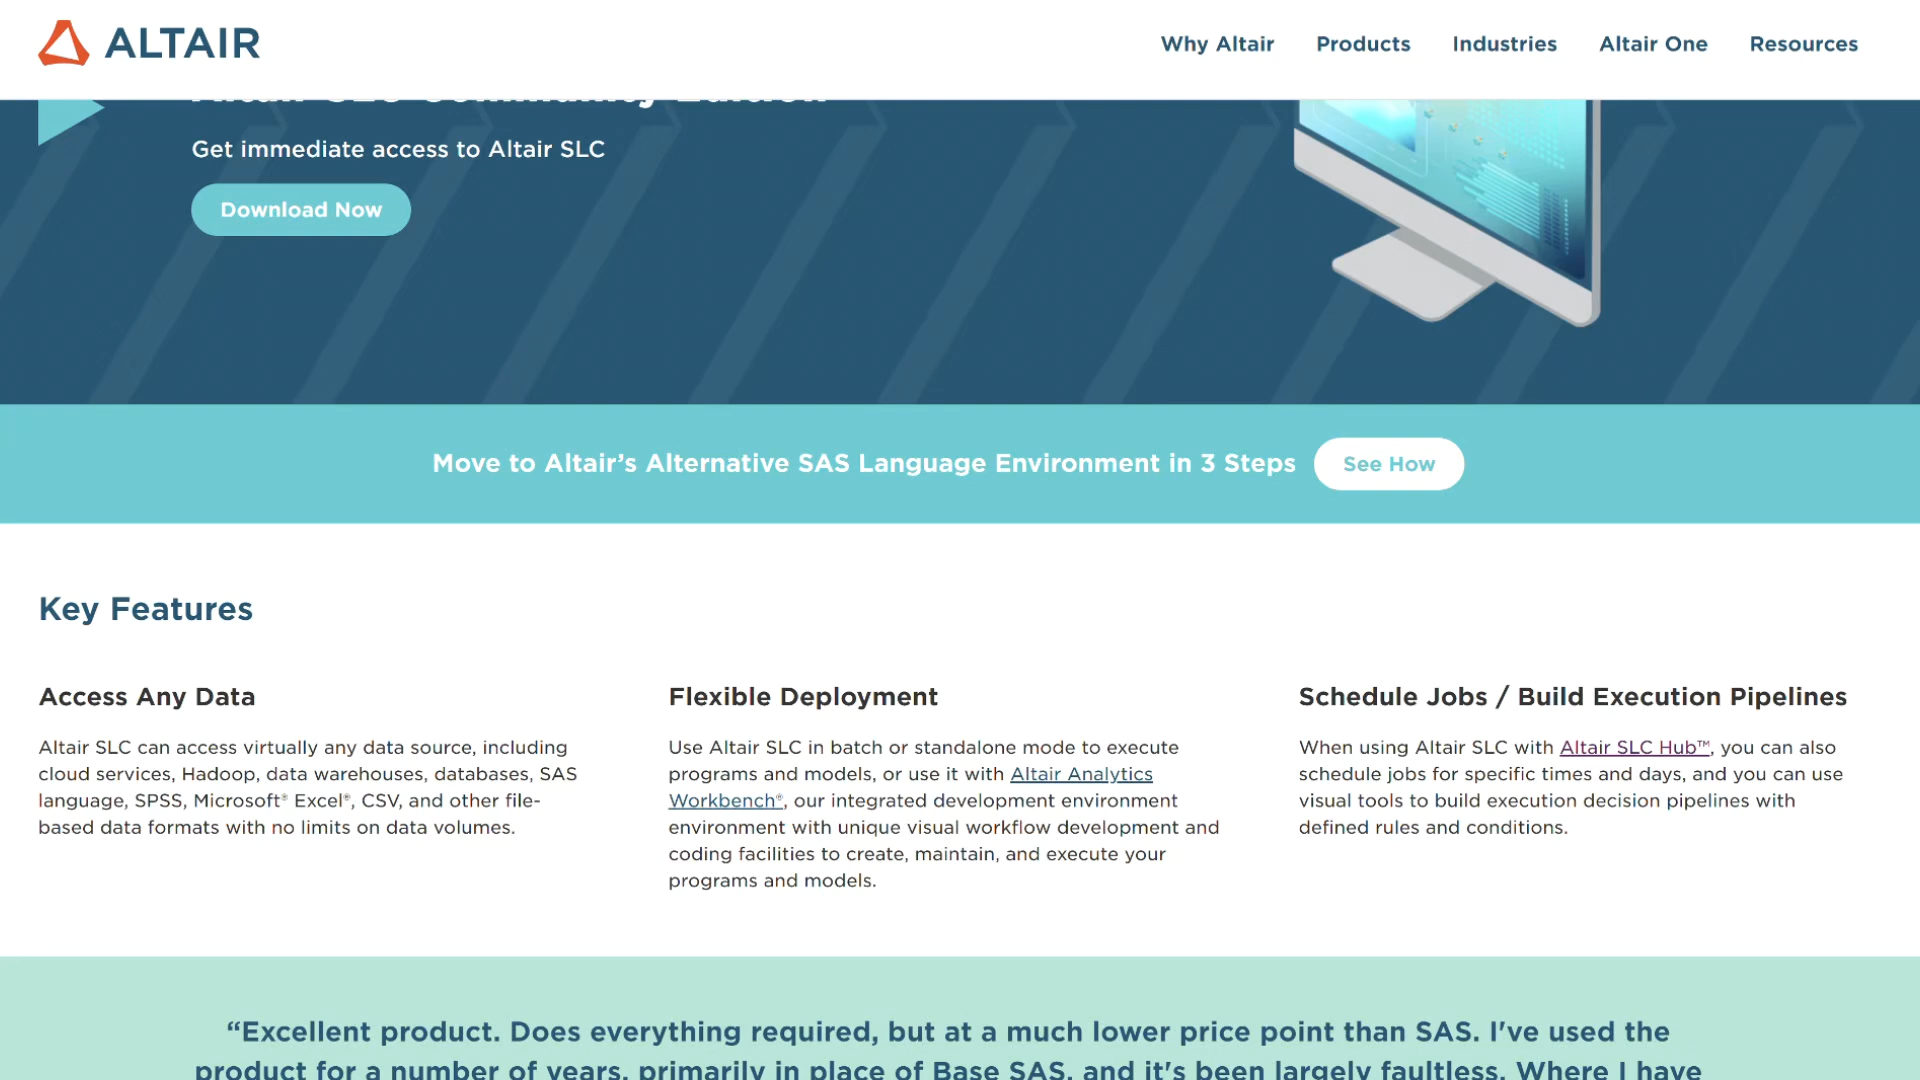 ALTAIR
Why Altair
Products
Industries
Altair One
Resources
Altair SLC Community Edition
Get immediate access to Altair SLC
Download Now
Move to Altair’s Alternative SAS Language Environment in 3 Steps
See How
Key Features
Access Any Data
Altair SLC can access virtually any data source, including
cloud services, Hadoop, data warehouses, databases, SAS
language, SPSS, Microsoft® Excel®, CSV, and other file-
based data formats with no limits on data volumes.
Flexible Deployment
Use Altair SLC in batch or standalone mode to execute
programs and models, or use it with Altair Analytics
Workbench®, our integrated development environment
environment with unique visual workflow development and
coding facilities to create, maintain, and execute your
programs and models.
Schedule Jobs / Build Execution Pipelines
When using Altair SLC with Altair SLC Hub™, you can also
schedule jobs for specific times and days, and you can use
visual tools to build execution decision pipelines with
defined rules and conditions.
“Excellent product. Does everything required, but at a much lower price point than SAS. I've used the
product for a number of years, primarily in place of Base SAS, and it's been largely faultless. Where I have